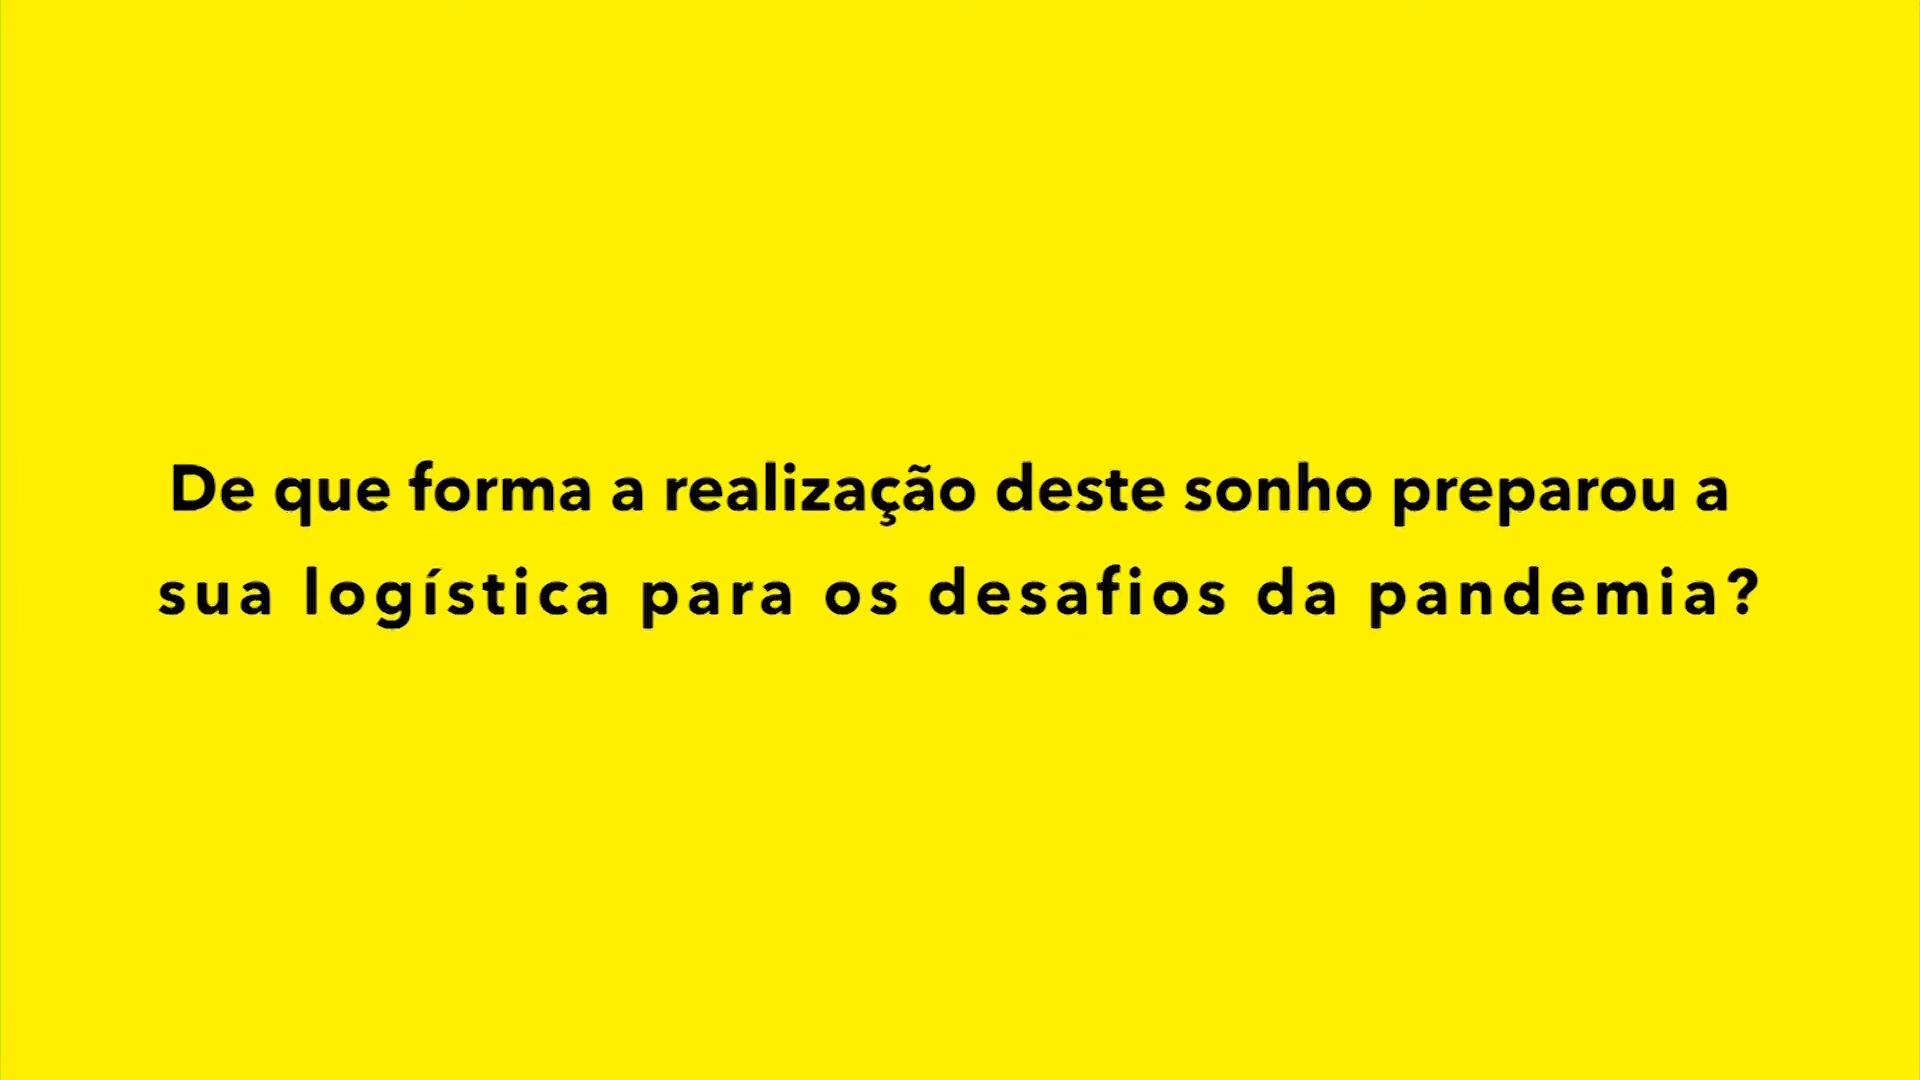 De que forma a realização deste sonho preparou a
sua logística para os desafios da pandemia?